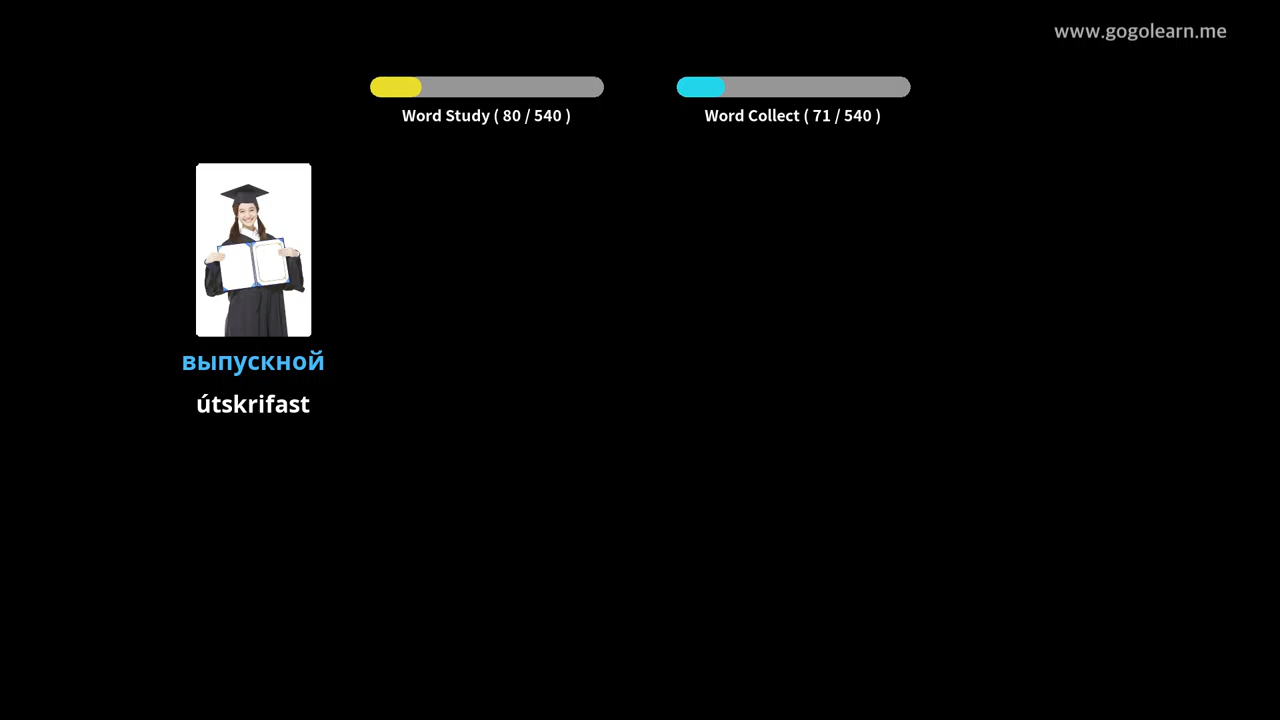 www.gogolearn.me
Word Study ( 80 / 540 )
Word Collect ( 71 / 540 )
выпускной
útskrifast